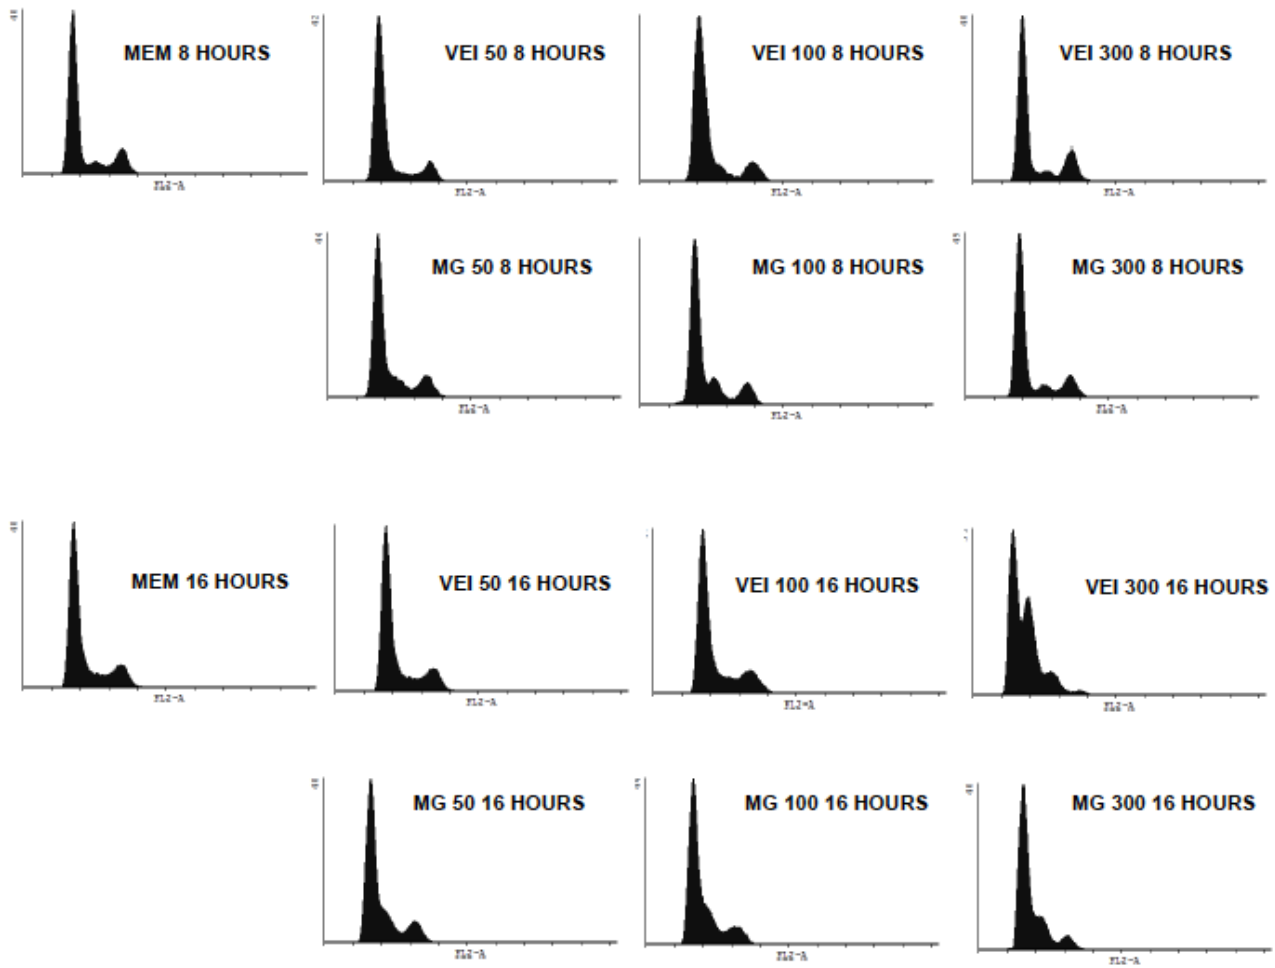 MEM 8 HOURS
VEI 50 8 HOURS
VEI 100 8 HOURS
VEI 300 8 HOURS
FL2-A
FL2-A
FL2-A
FL2-A
MG 50 8 HOURS
MG 100 8 HOURS
MG 300 8 HOURS
FL2-A
FL2-A
FL2-A
MEM 16 HOURS
VEI 50 16 HOURS
VEI 100 16 HOURS
VEI 300 16 HOURS
FL2-A
FL2-A
FL2-A
FL2-A
MG 50 16 HOURS
MG 100 16 HOURS
MG 300 16 HOURS
FL2-A
FL2-A
FL2-A